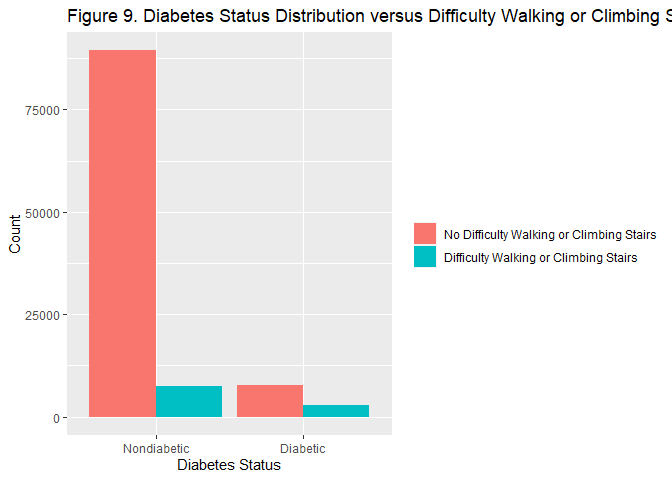 Figure 9. Diabetes Status Distribution versus Difficulty Walking or Climbing S
75000
50000
25000
0
Count
Nondiabetic
Diabetic
Diabetes Status
No Difficulty Walking or Climbing Stairs
Difficulty Walking or Climbing Stairs